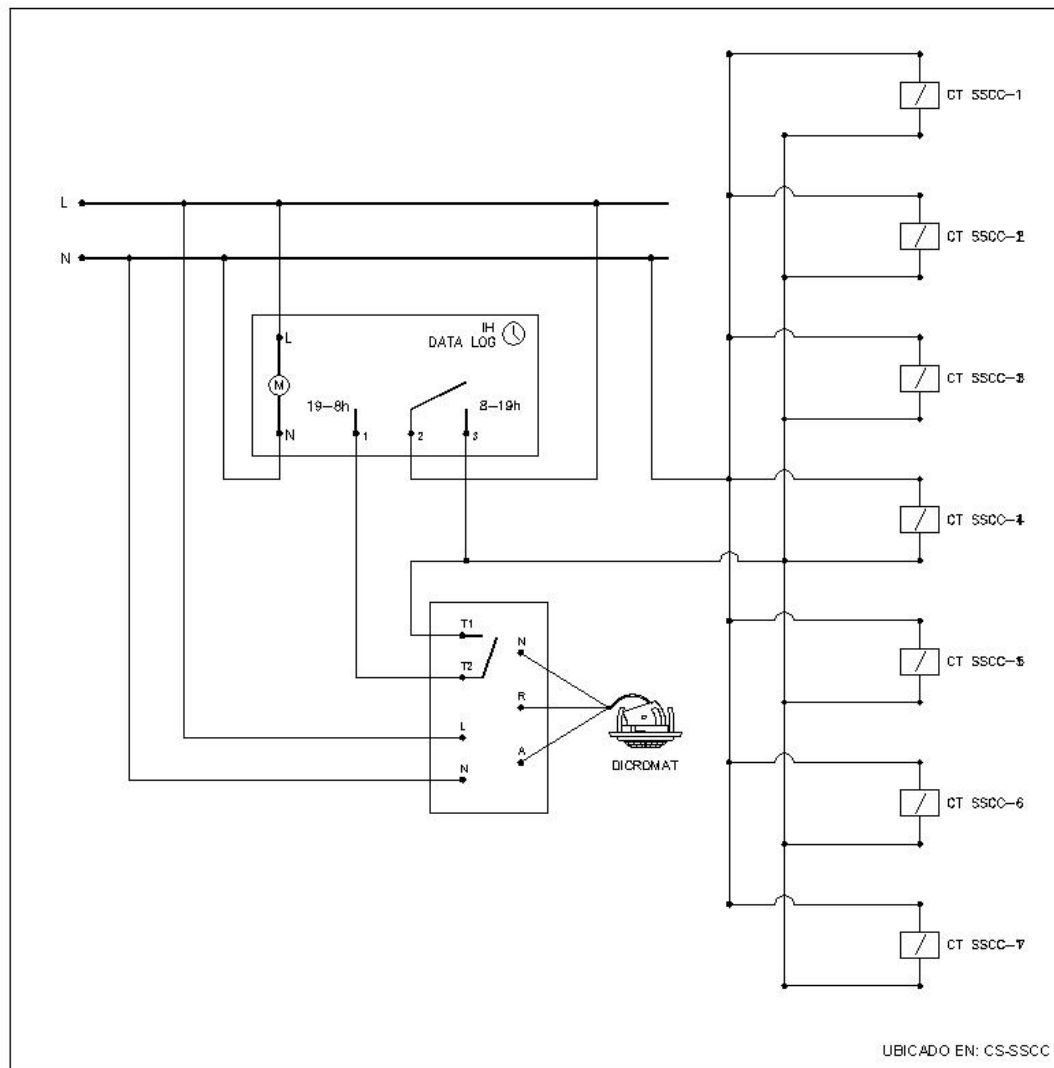 CT SSCC-1
L
CT SSCC-2
N
IH
DATA LOG
L
M
CT SSCC-3
19-8h
8-19h
N
1
2
3
CT SSCC-4
T1
N
T2
CT SSCC-5
R
L
A
N
DICROMAT
CT SSCC-6
CT SSCC-7
UBICADO EN: CS-SSCC